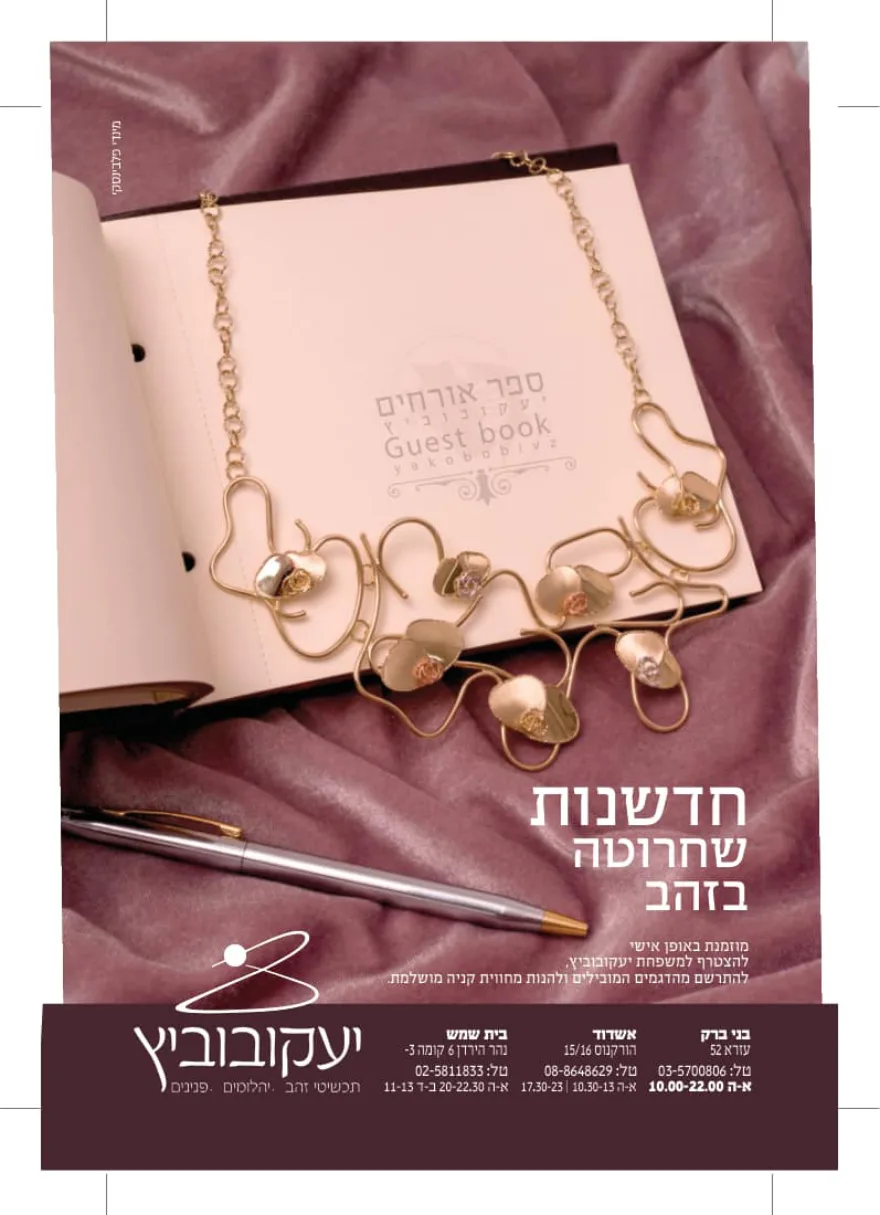 מינדי פלבינסקי
ספר אורחים
יעקובוביץ
Guest book
yakobobivz
חדשנות
שחרוטה
בזהב
מוזמנת באופן אישי
להצטרף למשפחת יעקובוביץ,
להתרשם מהדגמים המובילים ולהנות מחווית קניה מושלמת.
יעקובוביץ
תכשיטי זהב . יהלומים . פנינים
בני ברק
עזרא 52
טל: 03-5700806
א-ה 10.00-22.00
אשדוד
הורקנוס 15/16
טל: 08-8648629
א-ה 10.30-13 | 17.30-23
בית שמש
נהר הירדן 6 קומה 3-
טל: 02-5811833
א-ה 20-22.30 ב-ד 11-13